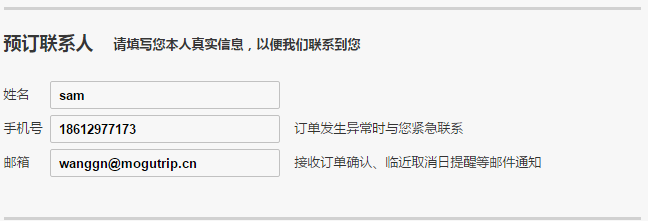 预订联系人 请填写您本人真实信息，以便我们联系到您
姓名 sam
手机号 18612977173 订单发生异常时与您紧急联系
邮箱 wanggn@mogutrip.cn 接收订单确认、临近取消日提醒等邮件通知